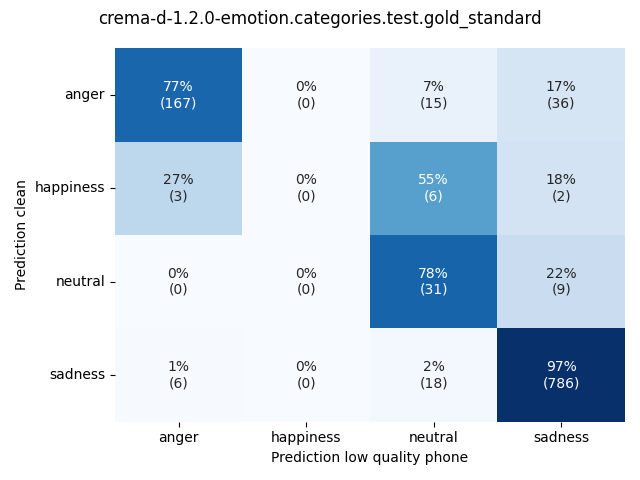 crema-d-1.2.0-emotion.categories.test.gold_standard
Prediction clean
anger
77%
(167)
0%
(0)
7%
(15)
17%
(36)
happiness
27%
(3)
0%
(0)
55%
(6)
18%
(2)
neutral
0%
(0)
0%
(0)
78%
(31)
22%
(9)
sadness
1%
(6)
0%
(0)
2%
(18)
97%
(786)
anger
happiness
neutral
sadness
Prediction low quality phone